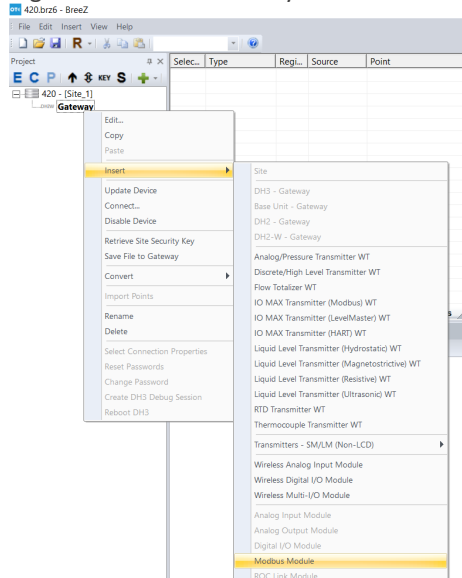 420.brz6 - BreeZ
File Edit Insert View Help
R
Project
Selec... Type Regi... Source Point
E C P KEY S
420 - [Site_1]
Gateway
Edit...
Copy
Paste
Insert
Update Device
Connect...
Disable Device
Retrieve Site Security Key
Save File to Gateway
Convert
Import Points
Rename
Delete
Select Connection Properties
Reset Passwords
Change Password
Create DH3 Debug Session
Reboot DH3
Site
DH3 - Gateway
Base Unit - Gateway
DH2 - Gateway
DH2-W - Gateway
Analog/Pressure Transmitter WT
Discrete/High Level Transmitter WT
Flow Totalizer WT
IO MAX Transmitter (Modbus) WT
IO MAX Transmitter (LevelMaster) WT
IO MAX Transmitter (HART) WT
Liquid Level Transmitter (Hydrostatic) WT
Liquid Level Transmitter (Magnetostrictive) WT
Liquid Level Transmitter (Resistive) WT
Liquid Level Transmitter (Ultrasonic) WT
RTD Transmitter WT
Thermocouple Transmitter WT
Transmitters - SM/LM (Non-LCD)
Wireless Analog Input Module
Wireless Digital I/O Module
Wireless Multi-I/O Module
Analog Input Module
Analog Output Module
Digital I/O Module
Modbus Module
ROC Link Module